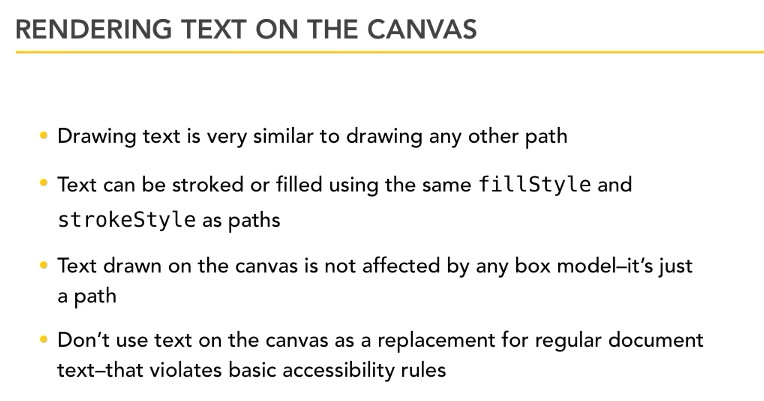 RENDERING TEXT ON THE CANVAS
• Drawing text is very similar to drawing any other path
• Text can be stroked or filled using the same fillStyle and
strokeStyle as paths
• Text drawn on the canvas is not affected by any box model–it's just
a path
• Don't use text on the canvas as a replacement for regular document
text–that violates basic accessibility rules